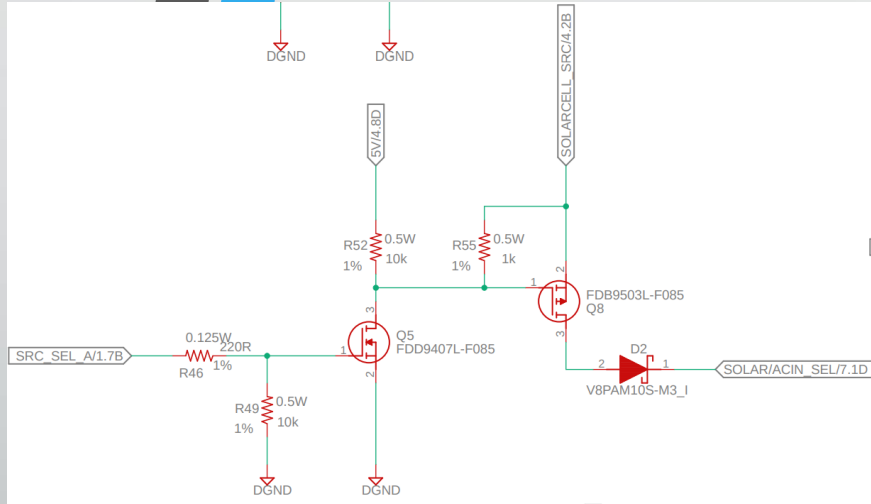 DGND
DGND
SOLARCELL_SRC/4.2B
5V/4.8D
R52
0.5W
10k
1%
R55
0.5W
1k
1%
1
2
3
FDB9503L-F085
Q8
SRC_SEL_A/1.7B
0.125W
220R
1%
R46
1
3
2
Q5
FDD9407L-F085
D2
2
1
V8PAM10S-M3_I
SOLAR/ACIN_SEL/7.1D
R49
0.5W
10k
1%
DGND
DGND